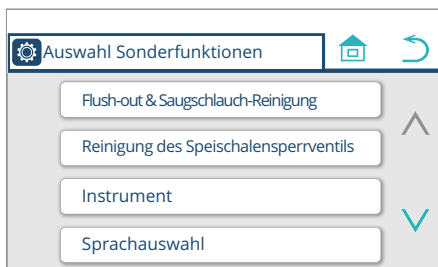 Auswahl Sonderfunktionen
Flush-out & Saugschlauch-Reinigung
Reinigung des Speischalensperrventils
Instrument
Sprachauswahl